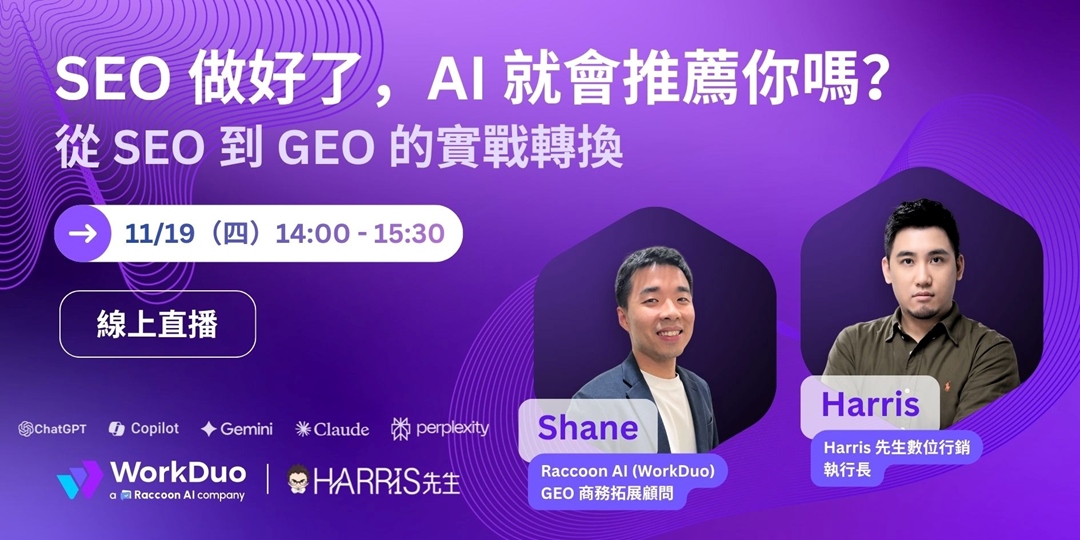 SEO 做好了，AI 就會推薦你嗎？
從 SEO 到 GEO 的實戰轉換
11/19（四）14:00 - 15:30
線上直播
ChatGPT Copilot Gemini Claude perplexity
WorkDuo
a Raccoon AI company
HARRIS先生
Shane
Raccoon AI (WorkDuo)
GEO 商務拓展顧問
Harris
Harris 先生數位行銷
執行長